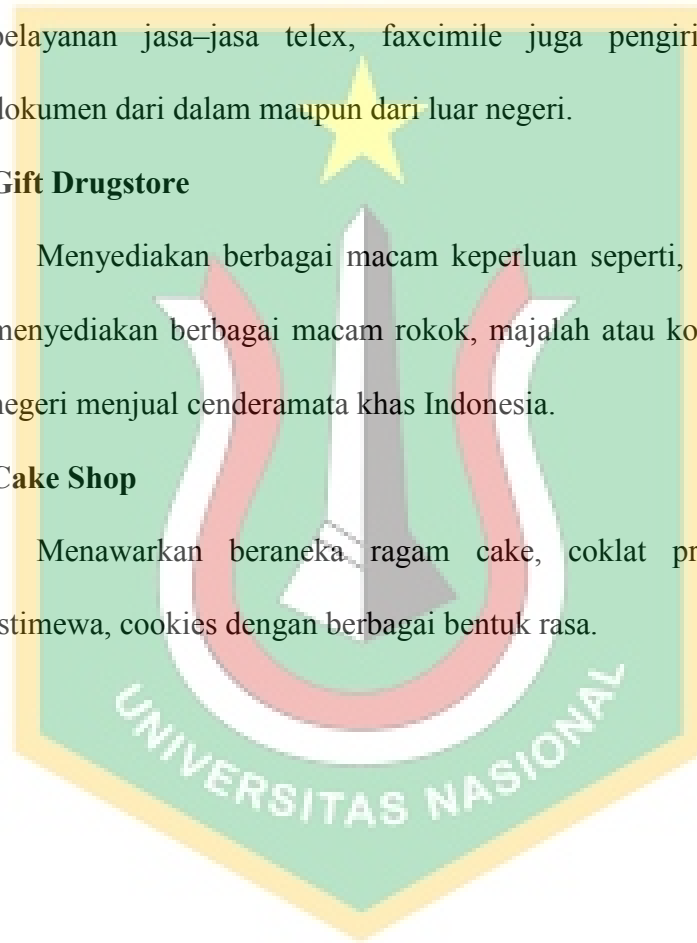 pelayanan jasa–jasa telex, faxcimile juga pengiri
dokumen dari dalam maupun dari luar negeri.
Gift Drugstore
Menyediakan berbagai macam keperluan seperti,
menyediakan berbagai macam rokok, majalah atau ko
negeri menjual cenderamata khas Indonesia.
Cake Shop
Menawarkan beraneka ragam cake, coklat pr
istimewa, cookies dengan berbagai bentuk rasa.
UNIVERSITAS NASIONAL